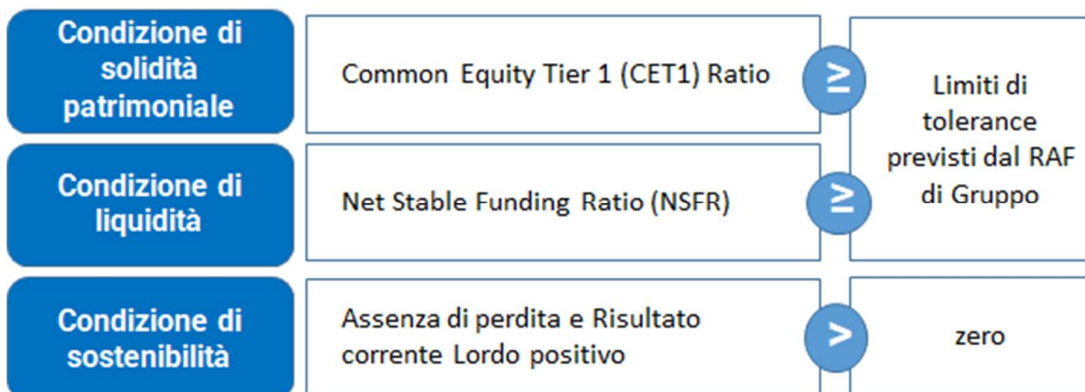 Condizione di
solidità
patrimoniale
Common Equity Tier 1 (CET1) Ratio
≥
Limiti di
tolerance
previsti dal RAF
di Gruppo
Condizione di
liquidità
Net Stable Funding Ratio (NSFR)
≥
Condizione di
sostenibilità
Assenza di perdita e Risultato
corrente Lordo positivo
>
zero